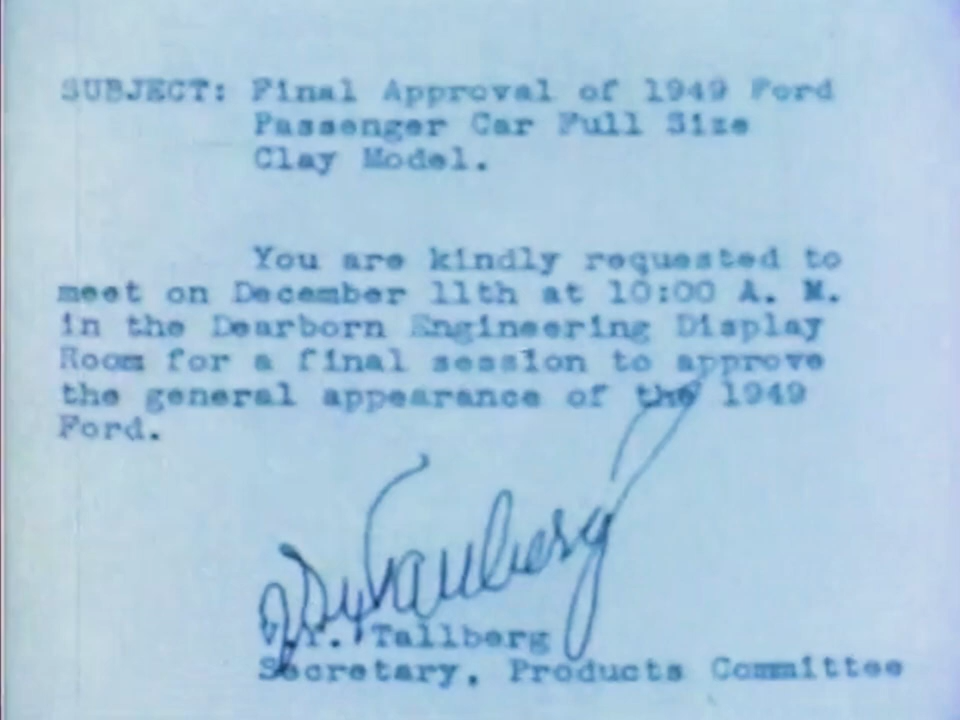 SUBJECT: Final Approval of 1949 Ford
Passenger Car Full Size
Clay Model.
You are kindly requested to
meet on December 11th at 10:00 A. M.
in the Dearborn Engineering Display
Room for a final session to approve
the general appearance of the 1949
Ford.
V.Y. Tallberg
Secretary, Products Committee